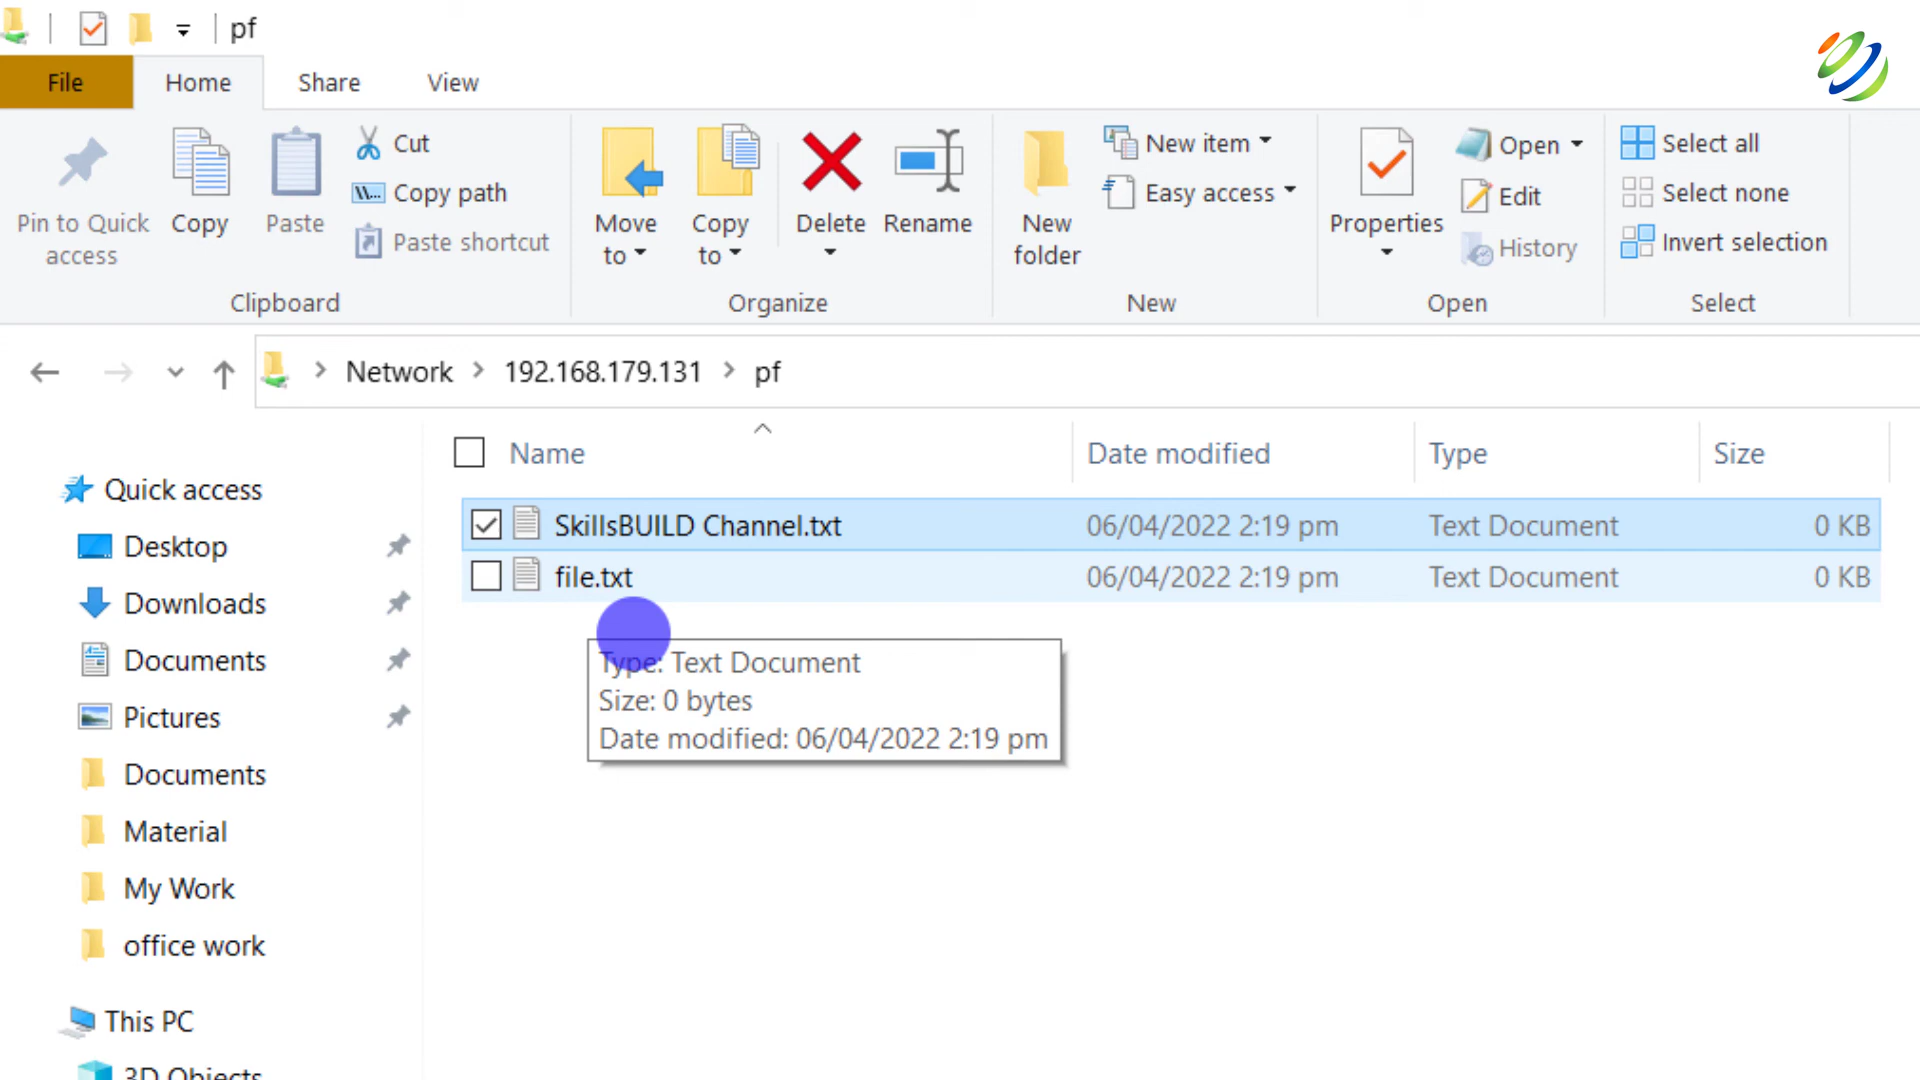 pf
File Home Share View
Pin to Quick access
Copy
Paste
Cut
Copy path
Paste shortcut
Clipboard
Move to
Copy to
Delete
Rename
Organize
New folder
New item
Easy access
New
Properties
Open
Edit
History
Open
Select all
Select none
Invert selection
Select
Network 192.168.179.131 pf
Name Date modified Type Size
SkillsBUILD Channel.txt 06/04/2022 2:19 pm Text Document 0 KB
file.txt 06/04/2022 2:19 pm Text Document 0 KB
Type: Text Document
Size: 0 bytes
Date modified: 06/04/2022 2:19 pm
Quick access
Desktop
Downloads
Documents
Pictures
Documents
Material
My Work
office work
This PC
3D Objects